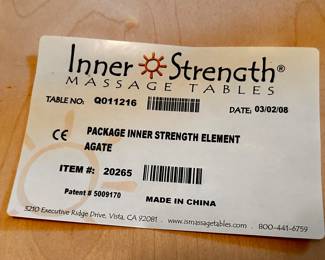 Inner Strength®
MASSAGE TABLES
TABLE NO: Q011216 DATE: 03/02/08
CE PACKAGE INNER STRENGTH ELEMENT
AGATE
ITEM #: 20265
Patent # 5009170 MADE IN CHINA
3210 Executive Ridge Drive, Vista, CA 92081 . www.ismassagetables.com . 800-441-6759